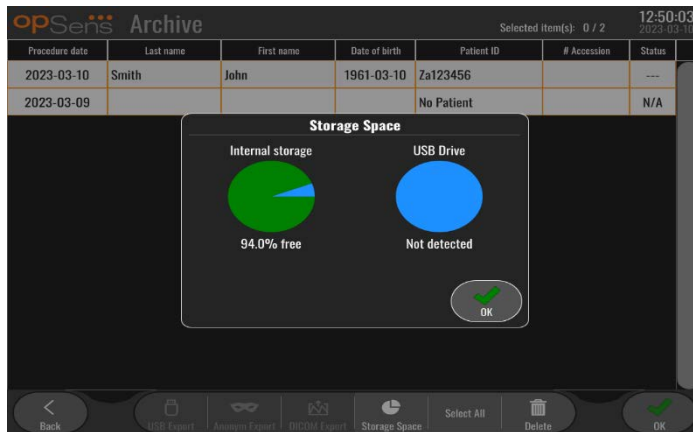 opSens Archive Selected item(s): 0 / 2 12:50:03
2023-03-10
Procedure date Last name First name Date of birth Patient ID # Accession Status
2023-03-10 Smith John 1961-03-10 Za123456 ---
2023-03-09 No Patient N/A
Storage Space
Internal storage USB Drive
94.0% free Not detected
OK
Back USB Export Anonym Export DICOM Export Storage Space Select All Delete OK